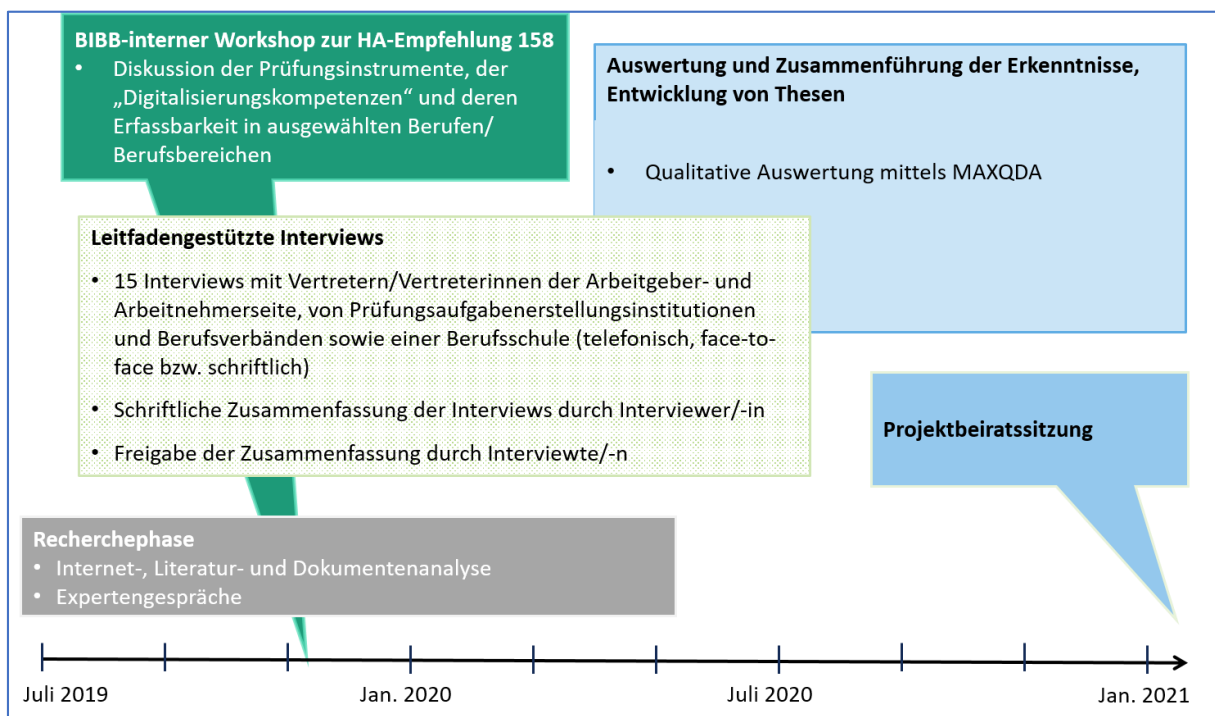 BIBB-interner Workshop zur HA-Empfehlung 158
• Diskussion der Prüfungsinstrumente, der
„Digitalisierungskompetenzen“ und deren
Erfassbarkeit in ausgewählten Berufen/
Berufsbereichen
Auswertung und Zusammenführung der Erkenntnisse,
Entwicklung von Thesen
• Qualitative Auswertung mittels MAXQDA
Leitfadengestützte Interviews
• 15 Interviews mit Vertretern/Vertreterinnen der Arbeitgeber- und
Arbeitnehmerseite, von Prüfungsaufgabenerstellungsinstitutionen
und Berufsverbänden sowie einer Berufsschule (telefonisch, face-to-
face bzw. schriftlich)
• Schriftliche Zusammenfassung der Interviews durch Interviewer/-in
• Freigabe der Zusammenfassung durch Interviewte/-n
Projektbeiratssitzung
Recherchephase
• Internet-, Literatur- und Dokumentenanalyse
• Expertengespräche
Juli 2019
Jan. 2020
Juli 2020
Jan. 2021